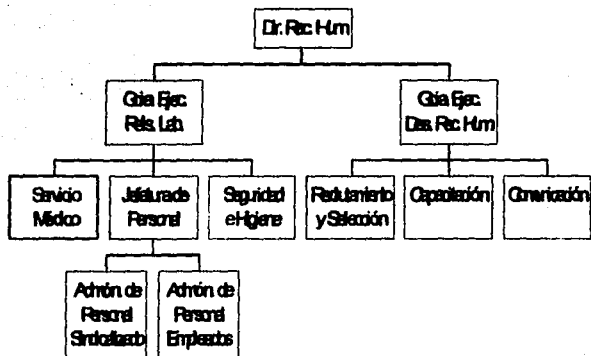 Dir. Rec. Hum
Gcia. Ejec.
Rels. Lab.
Gcia. Ejec.
Des. Rec. Hum
Servicio
Médico
Jefatura de
Personal
Seguridad
e Higiene
Reclutamiento
y Selección
Capacitación
Comunicación
Admón. de
Personal
Sindicalizado
Admón. de
Personal
Empleados